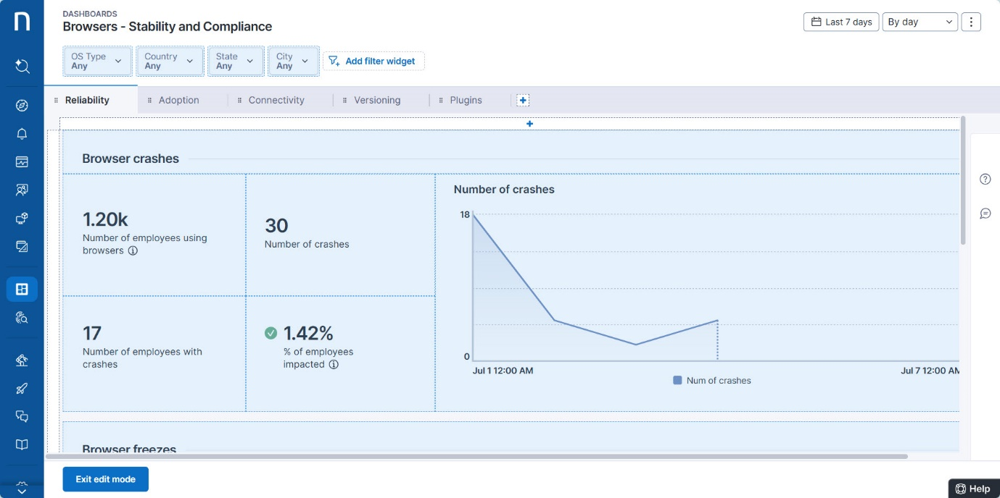 DASHBOARDS
Browsers - Stability and Compliance
Last 7 days
By day
OS Type
Any
Country
Any
State
Any
City
Any
Add filter widget
Reliability
Adoption
Connectivity
Versioning
Plugins
Browser crashes
1.20k
Number of employees using
browsers
30
Number of crashes
17
Number of employees with
crashes
1.42%
% of employees
impacted
Number of crashes
18
0
Jul 1 12:00 AM
Jul 7 12:00 AM
Num of crashes
Browser freezes
Exit edit mode
Help